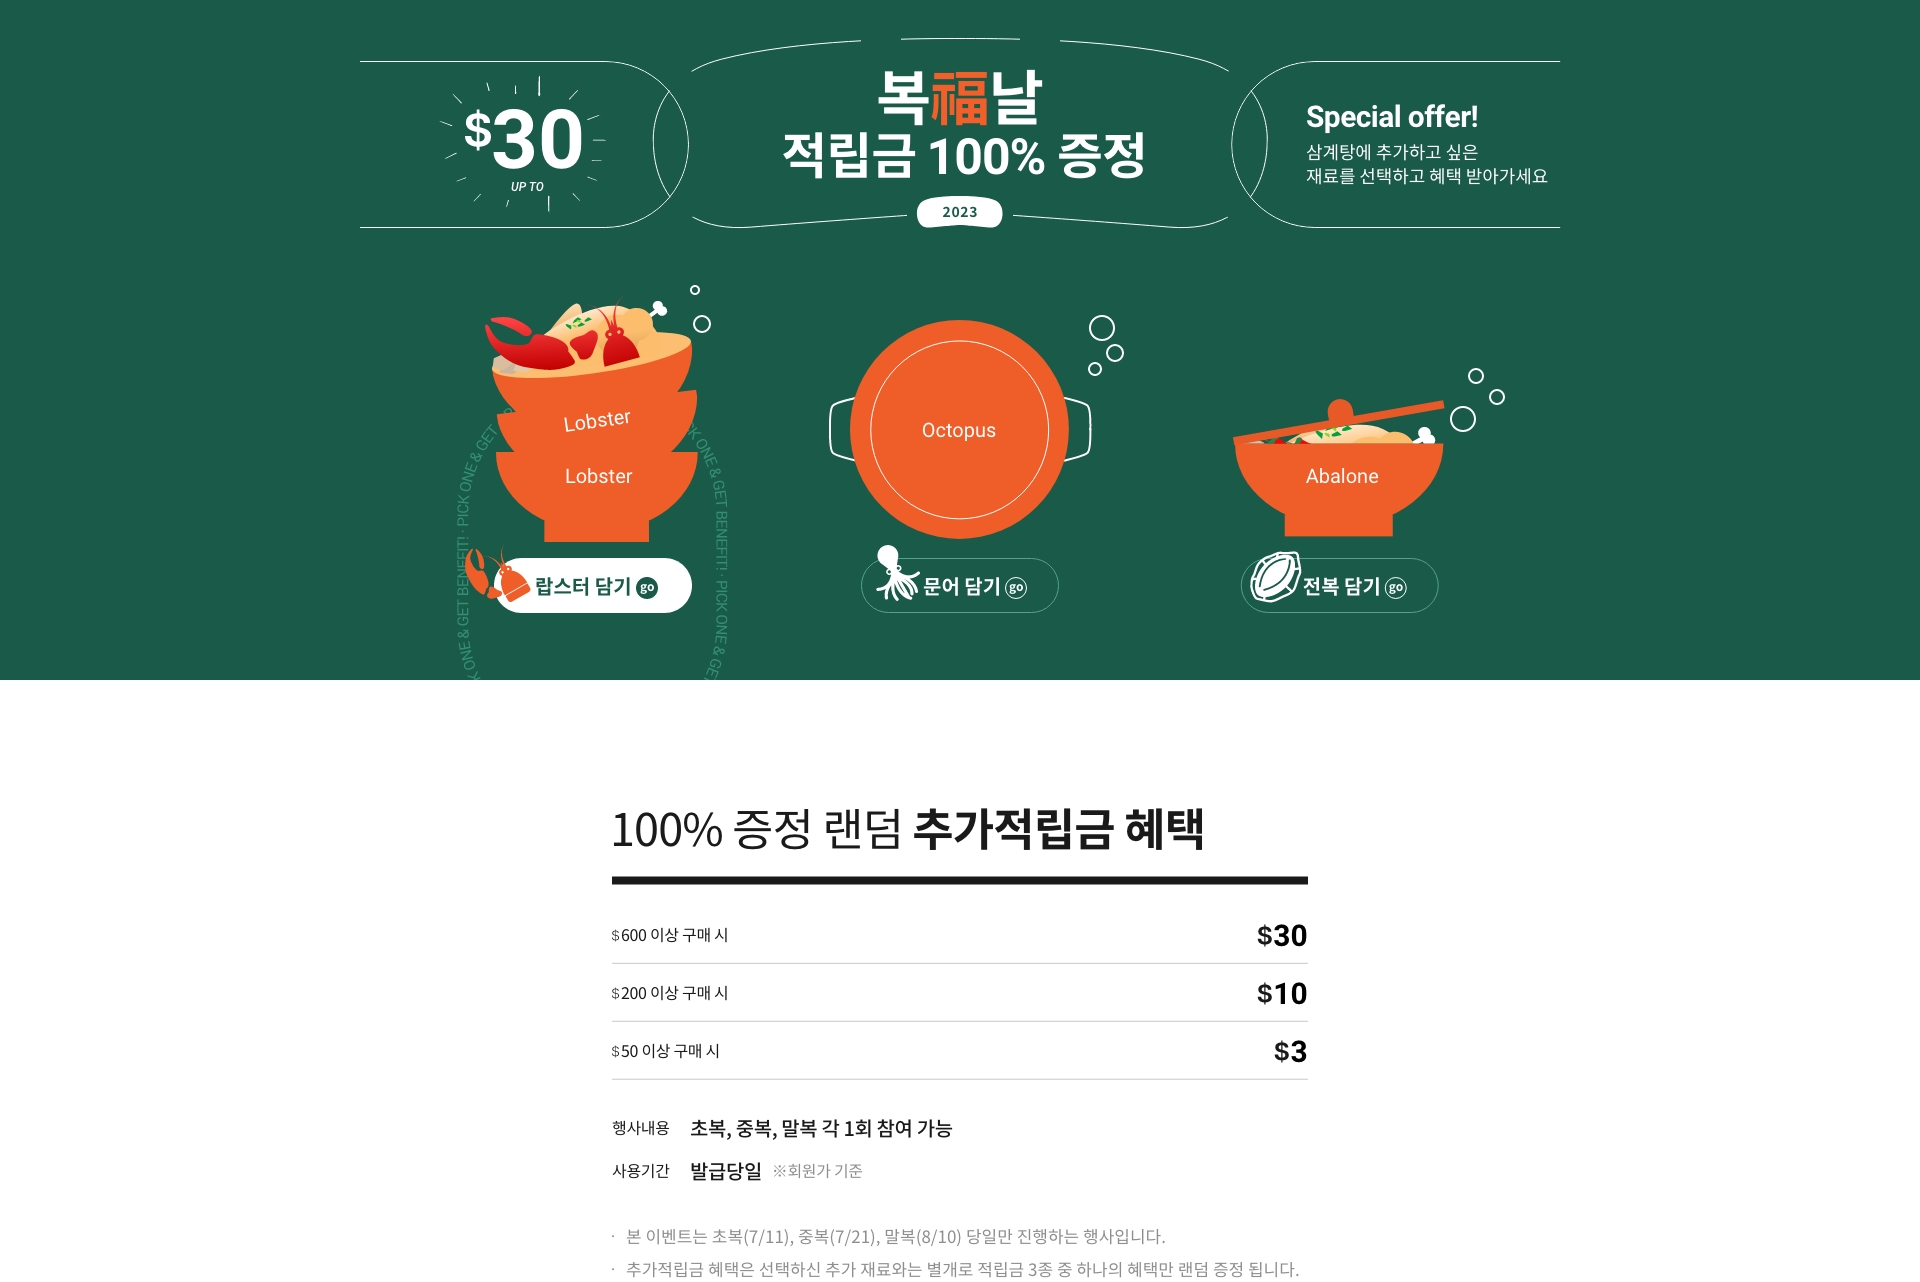 $30
UP TO
복福날
적립금 100% 증정
2023
Special offer!
삼계탕에 추가하고 싶은
재료를 선택하고 혜택 받아가세요
Lobster
Lobster
Octopus
Abalone
ONE & GET BENEFIT! · PICK ONE & GET
PICK ONE & GET BENEFIT! · PICK ONE & GET
랍스터 담기 go
문어 담기 go
전복 담기 go
100% 증정 랜덤 추가적립금 혜택
$600 이상 구매 시 $30
$200 이상 구매 시 $10
$50 이상 구매 시 $3
행사내용 초복, 중복, 말복 각 1회 참여 가능
사용기간 발급당일 ※회원가 기준
· 본 이벤트는 초복(7/11), 중복(7/21), 말복(8/10) 당일만 진행하는 행사입니다.
· 추가적립금 혜택은 선택하신 추가 재료와는 별개로 적립금 3종 중 하나의 혜택만 랜덤 증정 됩니다.